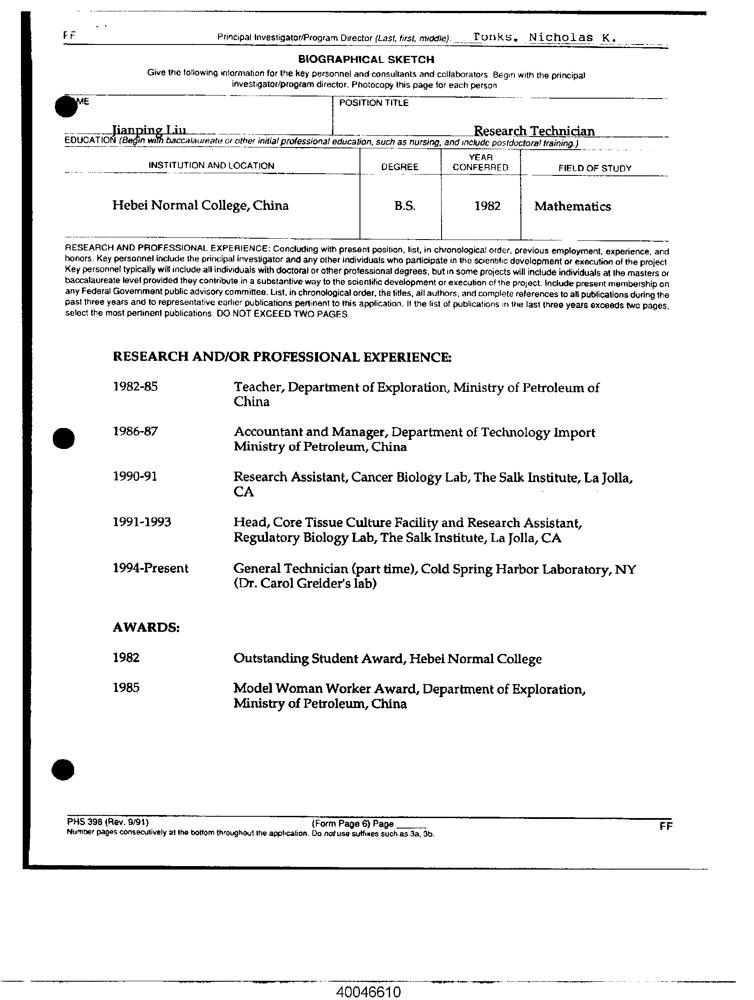 FF
Principal Investigator/Program Director (Last, first, middle): Tonks, Nicholas K.
BIOGRAPHICAL SKETCH
Give the following information for the key personnel and consultants and collaborators. Begin with the principal
investigator/program director. Photocopy this page for each person
ME
POSITION TITLE
Jianping Liu
Research Technician
EDUCATION (Begin with baccalaureate or other initial professional education, such as nursing, and include postdoctoral training.)
INSTITUTION AND LOCATION
DEGREE
YEAR
CONFERRED
FIELD OF STUDY
Hebei Normal College, China
B.S.
1982
Mathematics
RESEARCH AND PROFESSIONAL EXPERIENCE: Concluding with present position, list, in chronological order, previous employment, experience, and
honors. Key personnel include the principal investigator and any other individuals who participate in the scientific development or execution of the project
Key personnel typically will include all individuals with doctoral or other professional degrees, but in some projects will include individuals at the masters or
baccalaureate level provided they contribute in a substantive way to the scientific development or execution of the project. Include present membership on
any Federal Government public advisory committee. List, in chronological order, the titles, all authors, and complete references to all publications during the
past three years and to representative earlier publications pertinent to this application. If the list of publications in the last three years exceeds two pages,
select the most pertinent publications. DO NOT EXCEED TWO PAGES.
RESEARCH AND/OR PROFESSIONAL EXPERIENCE:
1982-85
Teacher, Department of Exploration, Ministry of Petroleum of
China
1986-87
Accountant and Manager, Department of Technology Import
Ministry of Petroleum, China
1990-91
Research Assistant, Cancer Biology Lab, The Salk Institute, La Jolla,
CA
1991-1993
Head, Core Tissue Culture Facility and Research Assistant,
Regulatory Biology Lab, The Salk Institute, La Jolla, CA
1994-Present
General Technician (part time), Cold Spring Harbor Laboratory, NY
(Dr. Carol Greider's lab)
AWARDS:
1982
Outstanding Student Award, Hebei Normal College
1985
Model Woman Worker Award, Department of Exploration,
Ministry of Petroleum, China
PHS 398 (Rev. 9/91)
(Form Page 6) Page
FF
Number pages consecutively at the bottom throughout the application. Do not use suffixes such as 3a, 3b.
40046610